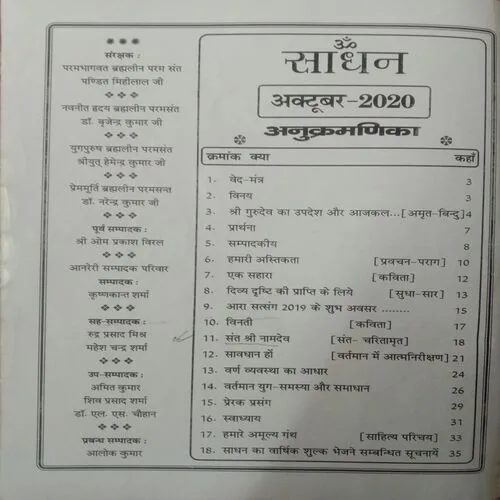 संरक्षक :
परमभागवत ब्रह्मलीन परम संत
पण्डित मिहीलाल जी
नवनीत हृदय ब्रह्मलीन परमसंत
डॉ. बृजेन्द्र कुमार जी
युगपुरुष ब्रह्मलीन परमसंत
श्रीयुत् हेमेन्द्र कुमार जी
प्रेममूर्ति ब्रह्मलीन परमसन्त
डॉ. नरेन्द्र कुमार जी
पूर्व सम्पादक :
श्री ओम प्रकाश विरल
आनरेरी सम्पादक परिवार
सम्पादक :
कृष्णकान्त शर्मा
सह-सम्पादक :
रुद्र प्रसाद मिश्र
महेश चन्द्र शर्मा
उप-सम्पादक :
अमित कुमार
शिव प्रसाद शर्मा
डॉ. एल. एस. चौहान
प्रबन्ध सम्पादक :
आलोक कुमार
ॐ
साधन
अक्टूबर-2020
अनुक्रमणिका
क्रमांक क्या कहाँ
1. वेद-मंत्र 3
2. विनय 3
3. श्री गुरुदेव का उपदेश और आजकल...[अमृत-बिन्दु] 4
4. प्रार्थना 7
5. सम्पादकीय 8
6. हमारी अस्तिकता [प्रवचन-पराग] 10
7. एक सहारा [कविता] 12
8. दिव्य दृष्टि की प्राप्ति के लिये [सुधा-सार] 13
9. आरा सत्संग 2019 के शुभ अवसर ........ 15
10. विनती [कविता] 17
11. संत श्री नामदेव [संत- चरितामृत] 18
12. सावधान हों [वर्तमान में आत्मनिरीक्षण] 21
13. वर्ण व्यवस्था का आधार 24
14. वर्तमान युग-समस्या और समाधान 26
15. प्रेरक प्रसंग 29
16. स्वाध्याय 31
17. हमारे अमूल्य गंथ [साहित्य परिचय] 33
18. साधन का वार्षिक शुल्क भेजने सम्बन्धित सूचनायें 35